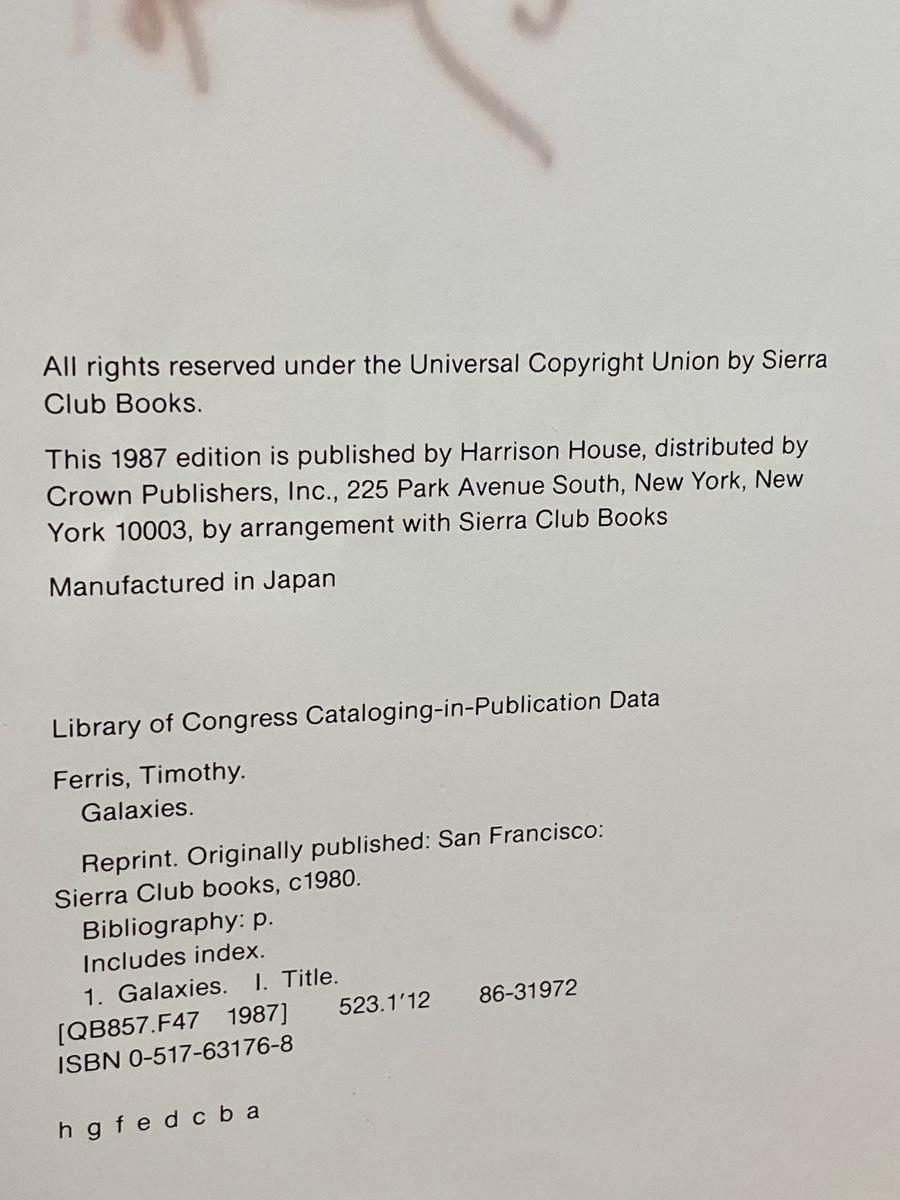 All rights reserved under the Universal Copyright Union by Sierra
Club Books.
This 1987 edition is published by Harrison House, distributed by
Crown Publishers, Inc., 225 Park Avenue South, New York, New
York 10003, by arrangement with Sierra Club Books
Manufactured in Japan
Library of Congress Cataloging-in-Publication Data
Ferris, Timothy.
Galaxies.
Reprint. Originally published: San Francisco:
Sierra Club books, c1980.
Bibliography: p.
Includes index.
1. Galaxies. I. Title.
[QB857.F47 1987] 523.1'12 86-31972
ISBN 0-517-63176-8
h g f e d c b a